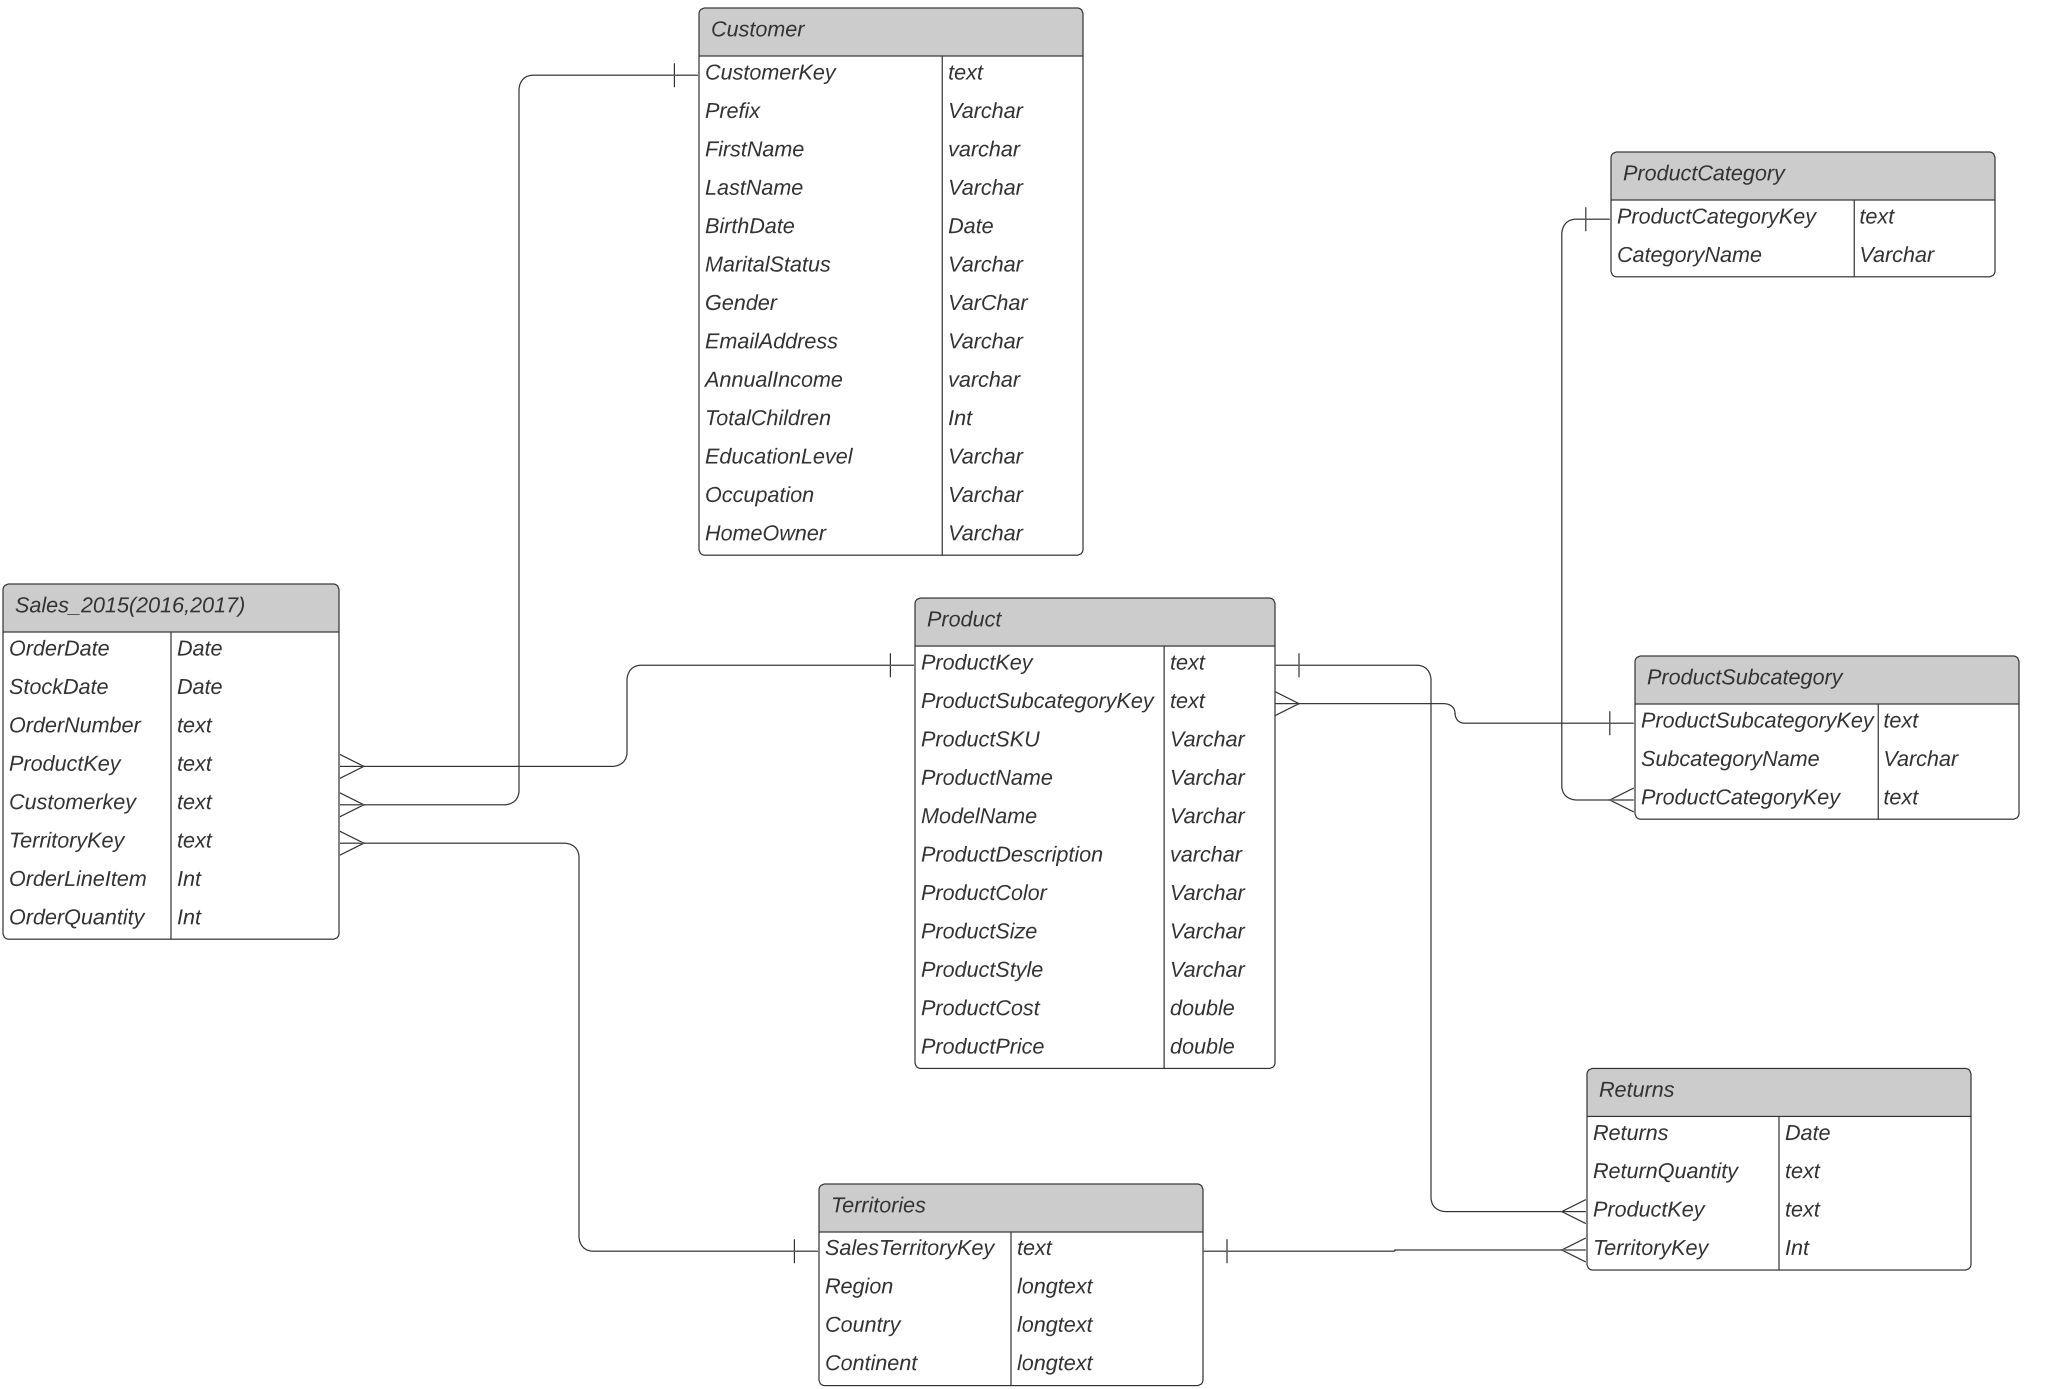 Customer
CustomerKey text
Prefix Varchar
FirstName varchar
LastName Varchar
BirthDate Date
MaritalStatus Varchar
Gender VarChar
EmailAddress Varchar
AnnualIncome varchar
TotalChildren Int
EducationLevel Varchar
Occupation Varchar
HomeOwner Varchar
ProductCategory
ProductCategoryKey text
CategoryName Varchar
Sales_2015(2016,2017)
OrderDate Date
StockDate Date
OrderNumber text
ProductKey text
Customerkey text
TerritoryKey text
OrderLineItem Int
OrderQuantity Int
Product
ProductKey text
ProductSubcategoryKey text
ProductSKU Varchar
ProductName Varchar
ModelName Varchar
ProductDescription varchar
ProductColor Varchar
ProductSize Varchar
ProductStyle Varchar
ProductCost double
ProductPrice double
ProductSubcategory
ProductSubcategoryKey text
SubcategoryName Varchar
ProductCategoryKey text
Returns
Returns Date
ReturnQuantity text
ProductKey text
TerritoryKey Int
Territories
SalesTerritoryKey text
Region longtext
Country longtext
Continent longtext